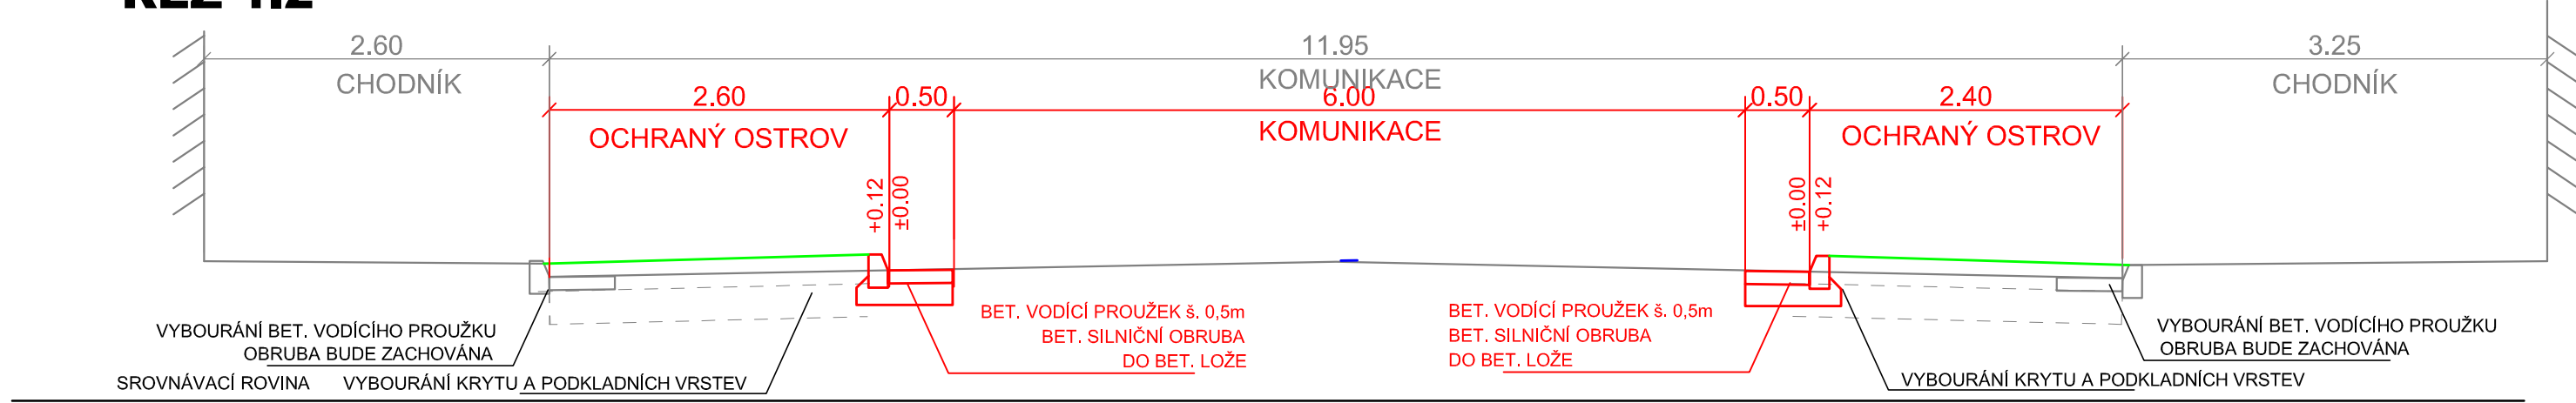 2.60
11.95
3.25
CHODNÍK
KOMUNIKACE
CHODNÍK
2.60
0.50
6.00
0.50
2.40
OCHRANÝ OSTROV
KOMUNIKACE
OCHRANÝ OSTROV
+0.12
±0.00
±0.00
+0.12
BET. VODÍCÍ PROUŽEK š. 0,5m
BET. SILNIČNÍ OBRUBA
DO BET. LOŽE
BET. VODÍCÍ PROUŽEK š. 0,5m
BET. SILNIČNÍ OBRUBA
DO BET. LOŽE
VYBOURÁNÍ BET. VODÍCÍHO PROUŽKU
OBRUBA BUDE ZACHOVÁNA
VYBOURÁNÍ BET. VODÍCÍHO PROUŽKU
OBRUBA BUDE ZACHOVÁNA
SROVNÁVACÍ ROVINA
VYBOURÁNÍ KRYTU A PODKLADNÍCH VRSTEV
VYBOURÁNÍ KRYTU A PODKLADNÍCH VRSTEV